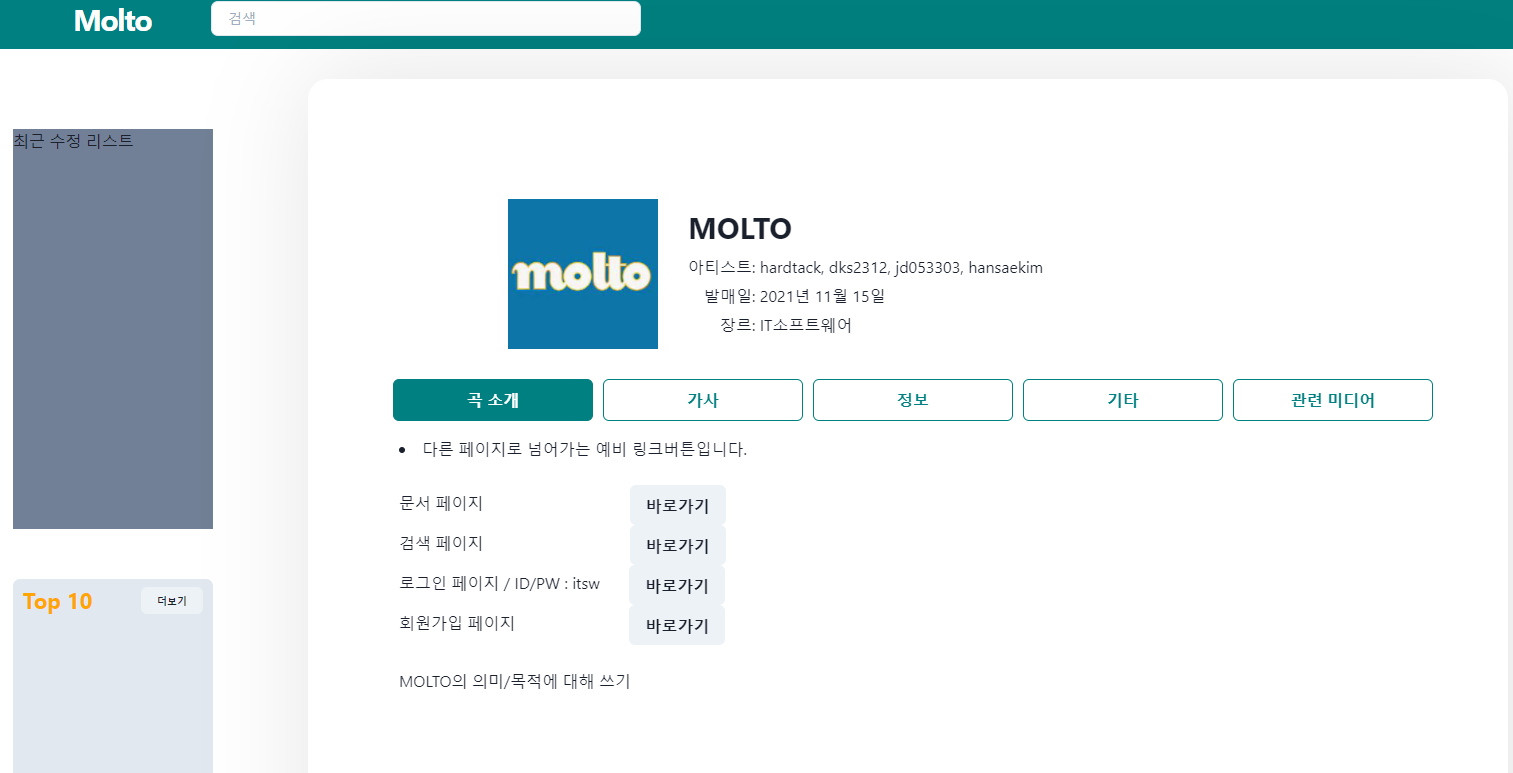 Molto
검색
최근 수정 리스트
Top 10
더보기
molto
MOLTO
아티스트: hardtack, dks2312, jd053303, hansaekim
발매일: 2021년 11월 15일
장르: IT소프트웨어
곡 소개
가사
정보
기타
관련 미디어
• 다른 페이지로 넘어가는 예비 링크버튼입니다.
문서 페이지 바로가기
검색 페이지 바로가기
로그인 페이지 / ID/PW : itsw 바로가기
회원가입 페이지 바로가기
MOLTO의 의미/목적에 대해 쓰기